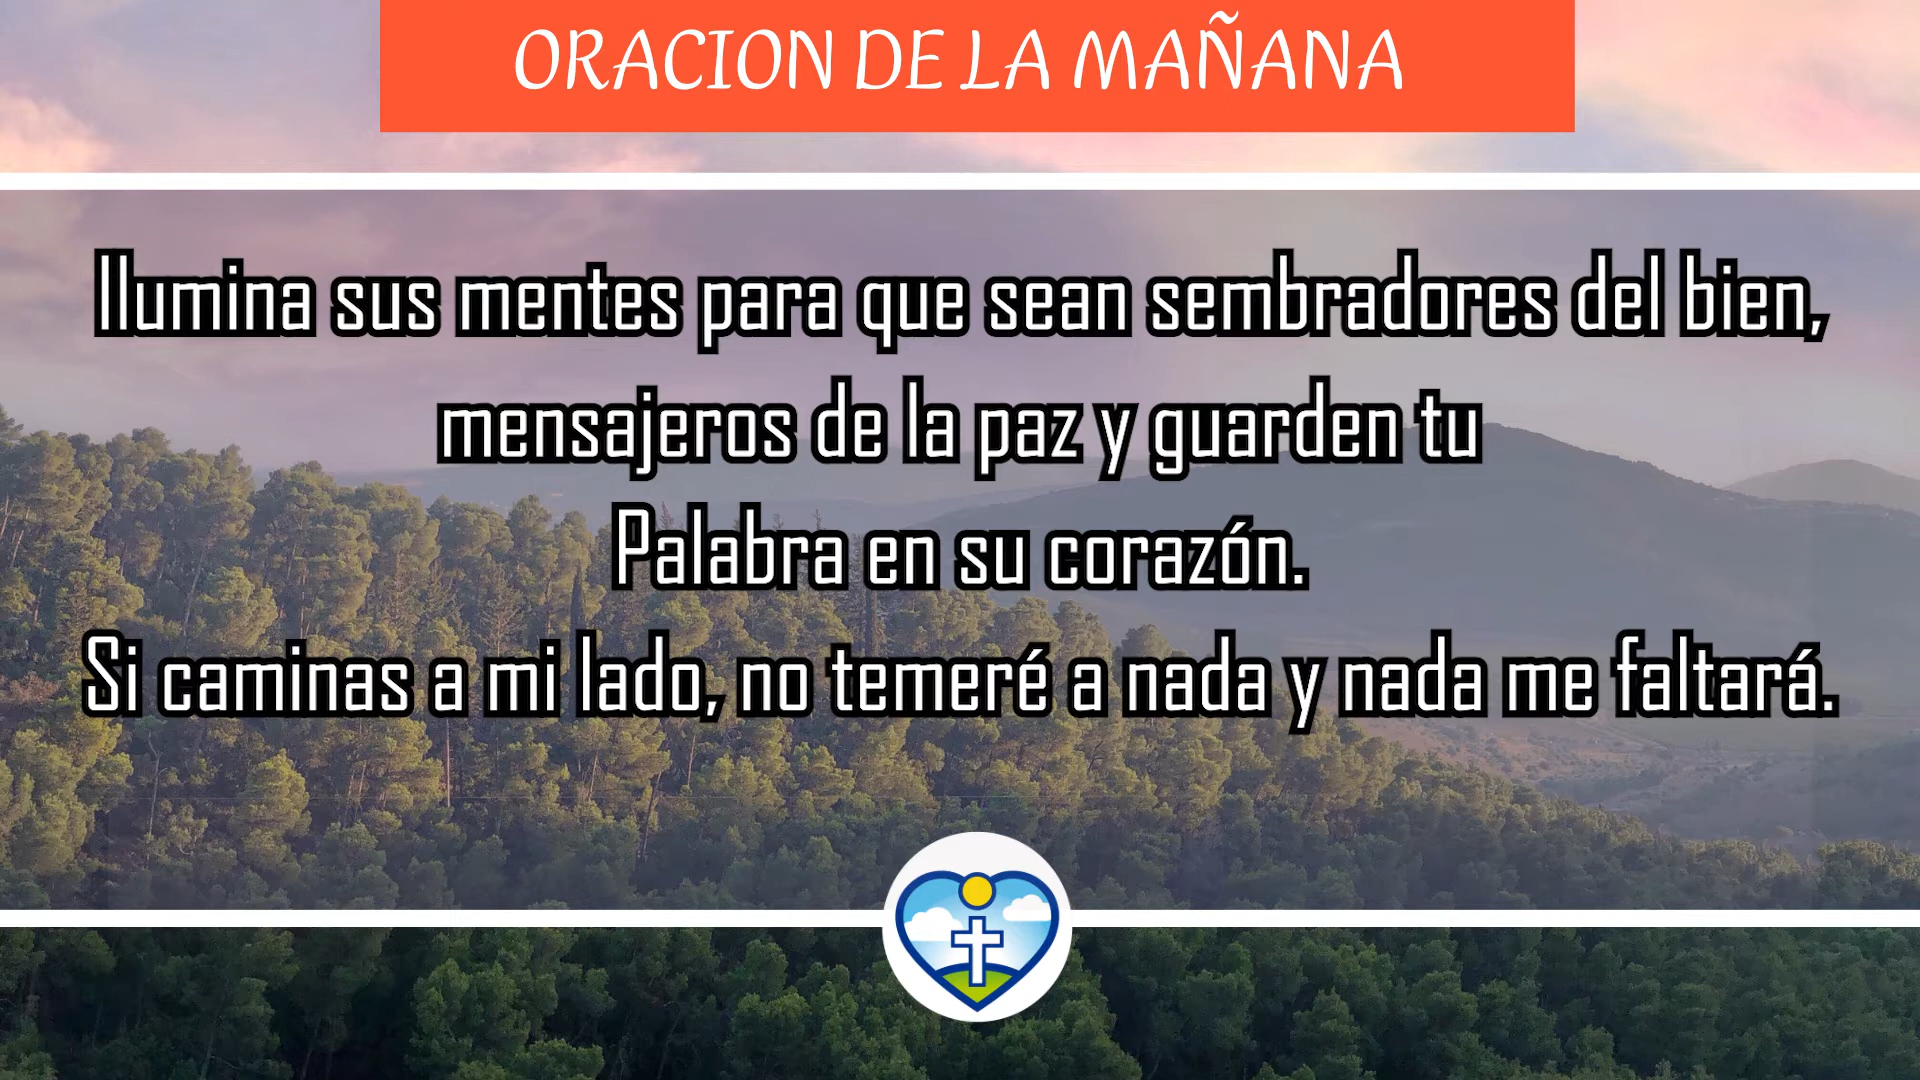 ORACION DE LA MAÑANA
Ilumina sus mentes para que sean sembradores del bien,
mensajeros de la paz y guarden tu
Palabra en su corazón.
Si caminas a mi lado, no temeré a nada y nada me faltará.